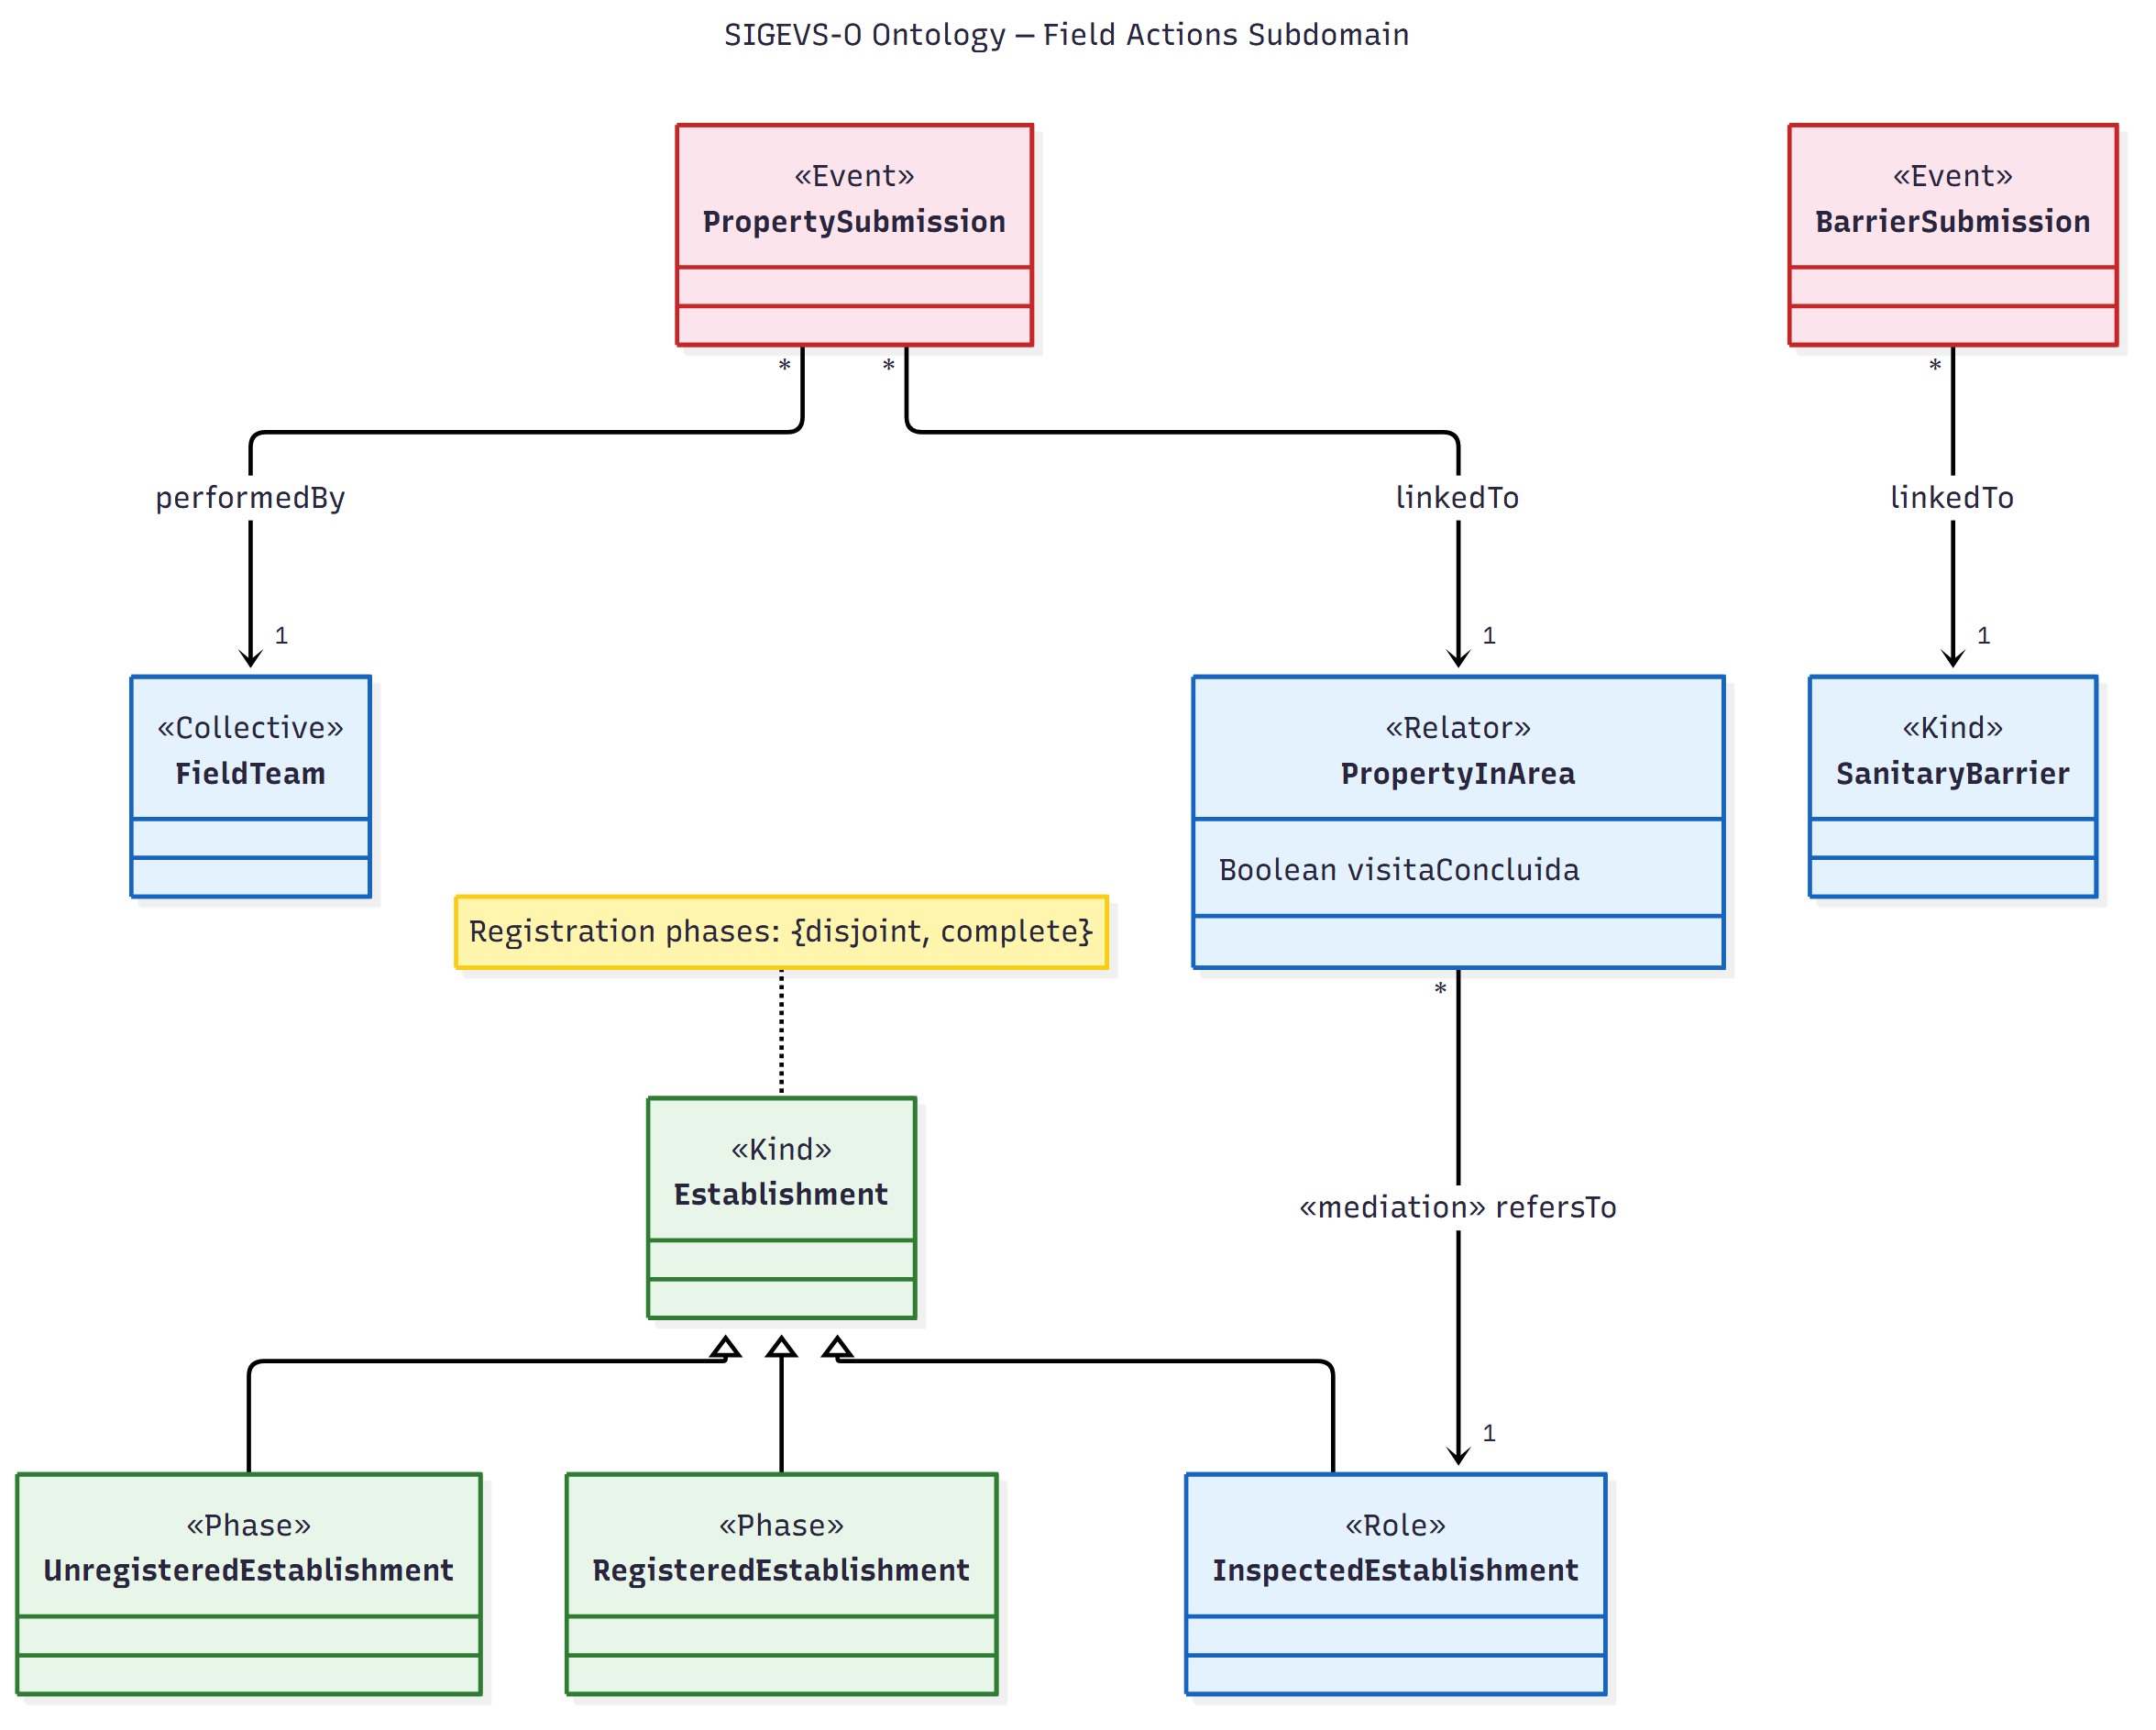 SIGEVS-O Ontology – Field Actions Subdomain
«Event»
PropertySubmission
«Event»
BarrierSubmission
*
*
*
performedBy
linkedTo
linkedTo
1
1
1
«Collective»
FieldTeam
«Relator»
PropertyInArea
Boolean visitaConcluida
«Kind»
SanitaryBarrier
Registration phases: {disjoint, complete}
*
«Kind»
Establishment
«mediation» refersTo
1
«Phase»
UnregisteredEstablishment
«Phase»
RegisteredEstablishment
«Role»
InspectedEstablishment